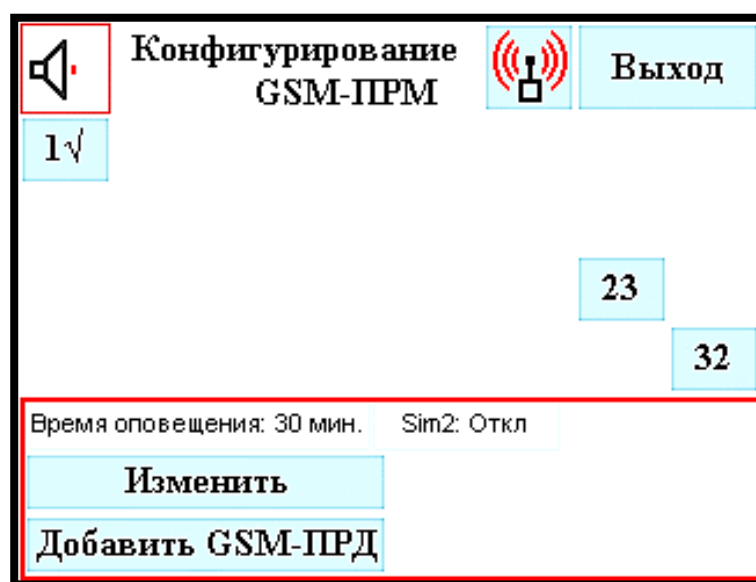 Конфигурирование
GSM-ПРМ
Выход
1√
23
32
Время оповещения: 30 мин. Sim2: Откл
Изменить
Добавить GSM-ПРД